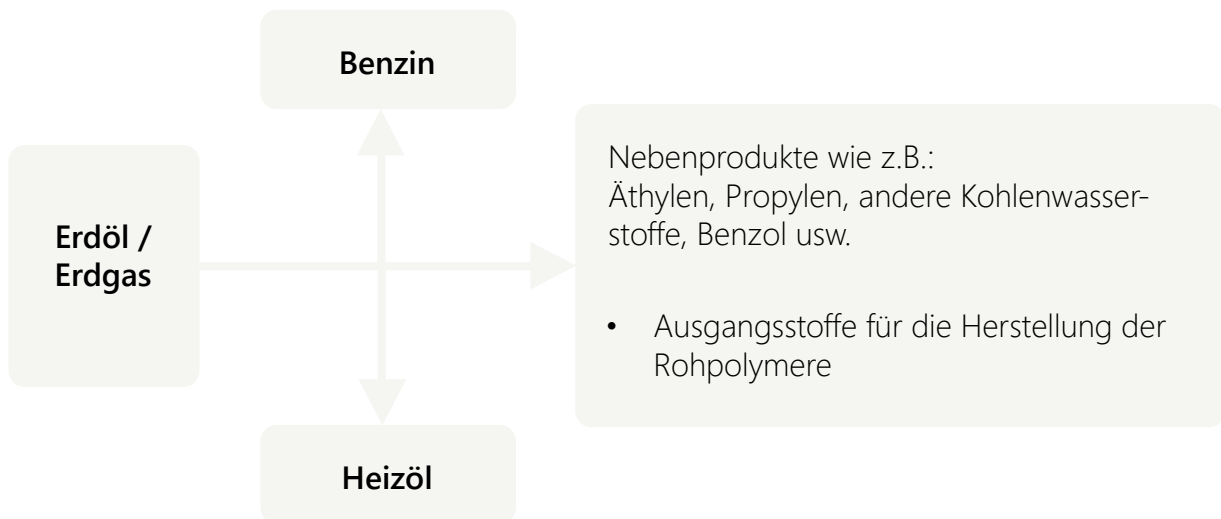 Benzin
Erdöl /
Erdgas
Nebenprodukte wie z.B.:
Äthylen, Propylen, andere Kohlenwasser-
stoffe, Benzol usw.
• Ausgangsstoffe für die Herstellung der
Rohpolymere
Heizöl